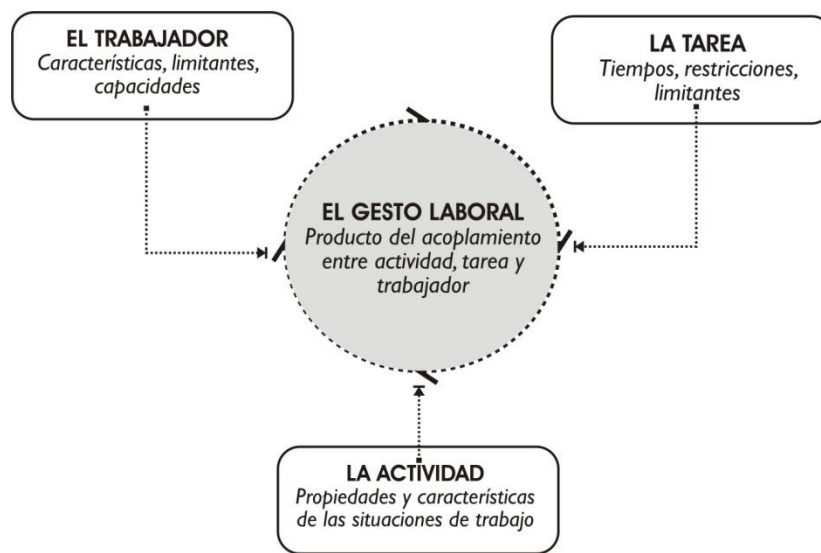 EL TRABAJADOR
Características, limitantes,
capacidades
LA TAREA
Tiempos, restricciones,
limitantes
EL GESTO LABORAL
Producto del acoplamiento
entre actividad, tarea y
trabajador
LA ACTIVIDAD
Propiedades y características
de las situaciones de trabajo